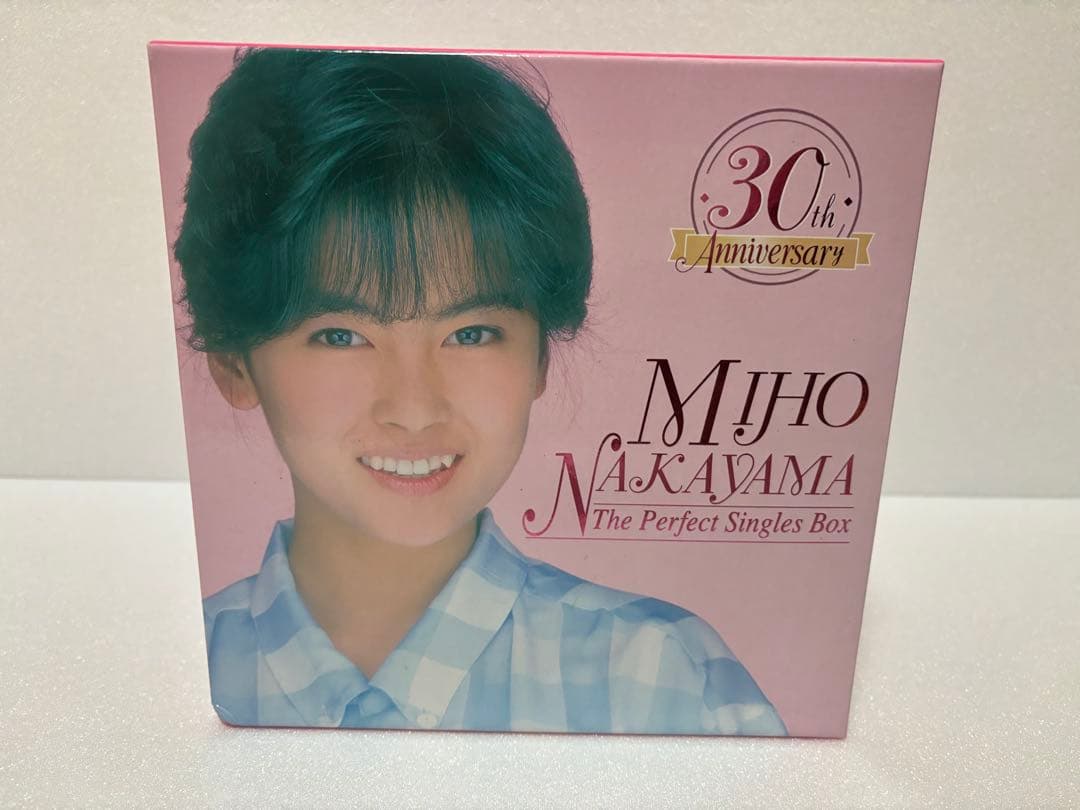 30th
Anniversary
MIHO
NAKAYAMA
The Perfect Singles Box